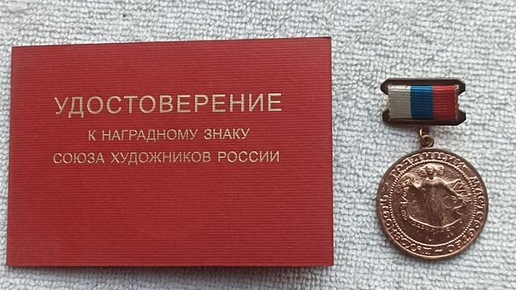 УДОСТОВЕРЕНИЕ
К НАГРАДНОМУ ЗНАКУ
СОЮЗА ХУДОЖНИКОВ РОССИИ